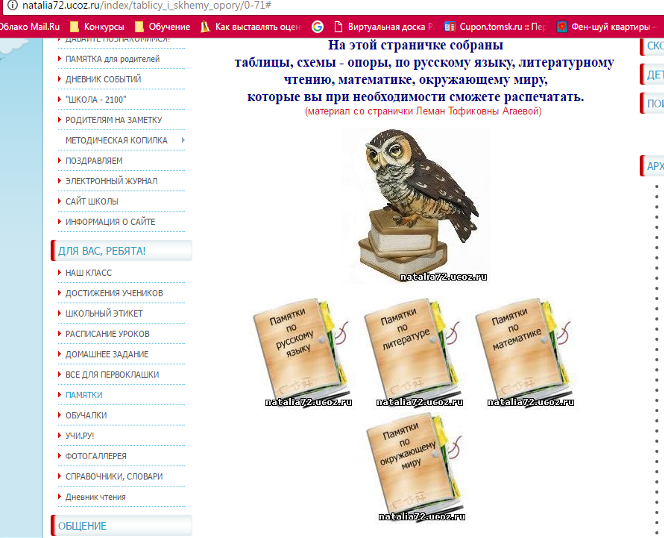 natalia72.ucoz.ru/index/tablicy_i_skhemy_opory/0-71#
Облако Mail.Ru
Конкурсы
Обучение
Как выставлять оцен
Виртуальная доска Р
Cupon.tomsk.ru :: Пер
Фен-шуй квартиры –
ДАВАЙТЕ ПОЗНАКОМИМСЯ!
ПАМЯТКА для родителей
ДНЕВНИК СОБЫТИЙ
"ШКОЛА - 2100"
РОДИТЕЛЯМ НА ЗАМЕТКУ
МЕТОДИЧЕСКАЯ КОПИЛКА
ПОЗДРАВЛЯЕМ
ЭЛЕКТРОННЫЙ ЖУРНАЛ
САЙТ ШКОЛЫ
ИНФОРМАЦИЯ О САЙТЕ
ДЛЯ ВАС, РЕБЯТА!
НАШ КЛАСС
ДОСТИЖЕНИЯ УЧЕНИКОВ
ШКОЛЬНЫЙ ЭТИКЕТ
РАСПИСАНИЕ УРОКОВ
ДОМАШНЕЕ ЗАДАНИЕ
ВСЕ ДЛЯ ПЕРВОКЛАШКИ
ПАМЯТКИ
ОБУЧАЛКИ
УЧИ.РУ!
ФОТОГАЛЛЕРЕЯ
СПРАВОЧНИКИ, СЛОВАРИ
Дневник чтения
ОБЩЕНИЕ
На этой страничке собраны
таблицы, схемы - опоры, по русскому языку, литературному
чтению, математике, окружающему миру,
которые вы при необходимости сможете распечатать.
(материал со странички Леман Тофиковны Агаевой)
natalia72.ucoz.ru
Памятки
по
русскому
языку
natalia72.ucoz.ru
Памятки
по
литературе
natalia72.ucoz.ru
Памятки
по
математике
natalia72.ucoz.ru
Памятки
по
окружающему
миру
natalia72.ucoz.ru
СКО
ДЕТ
ПОИ
АРХ